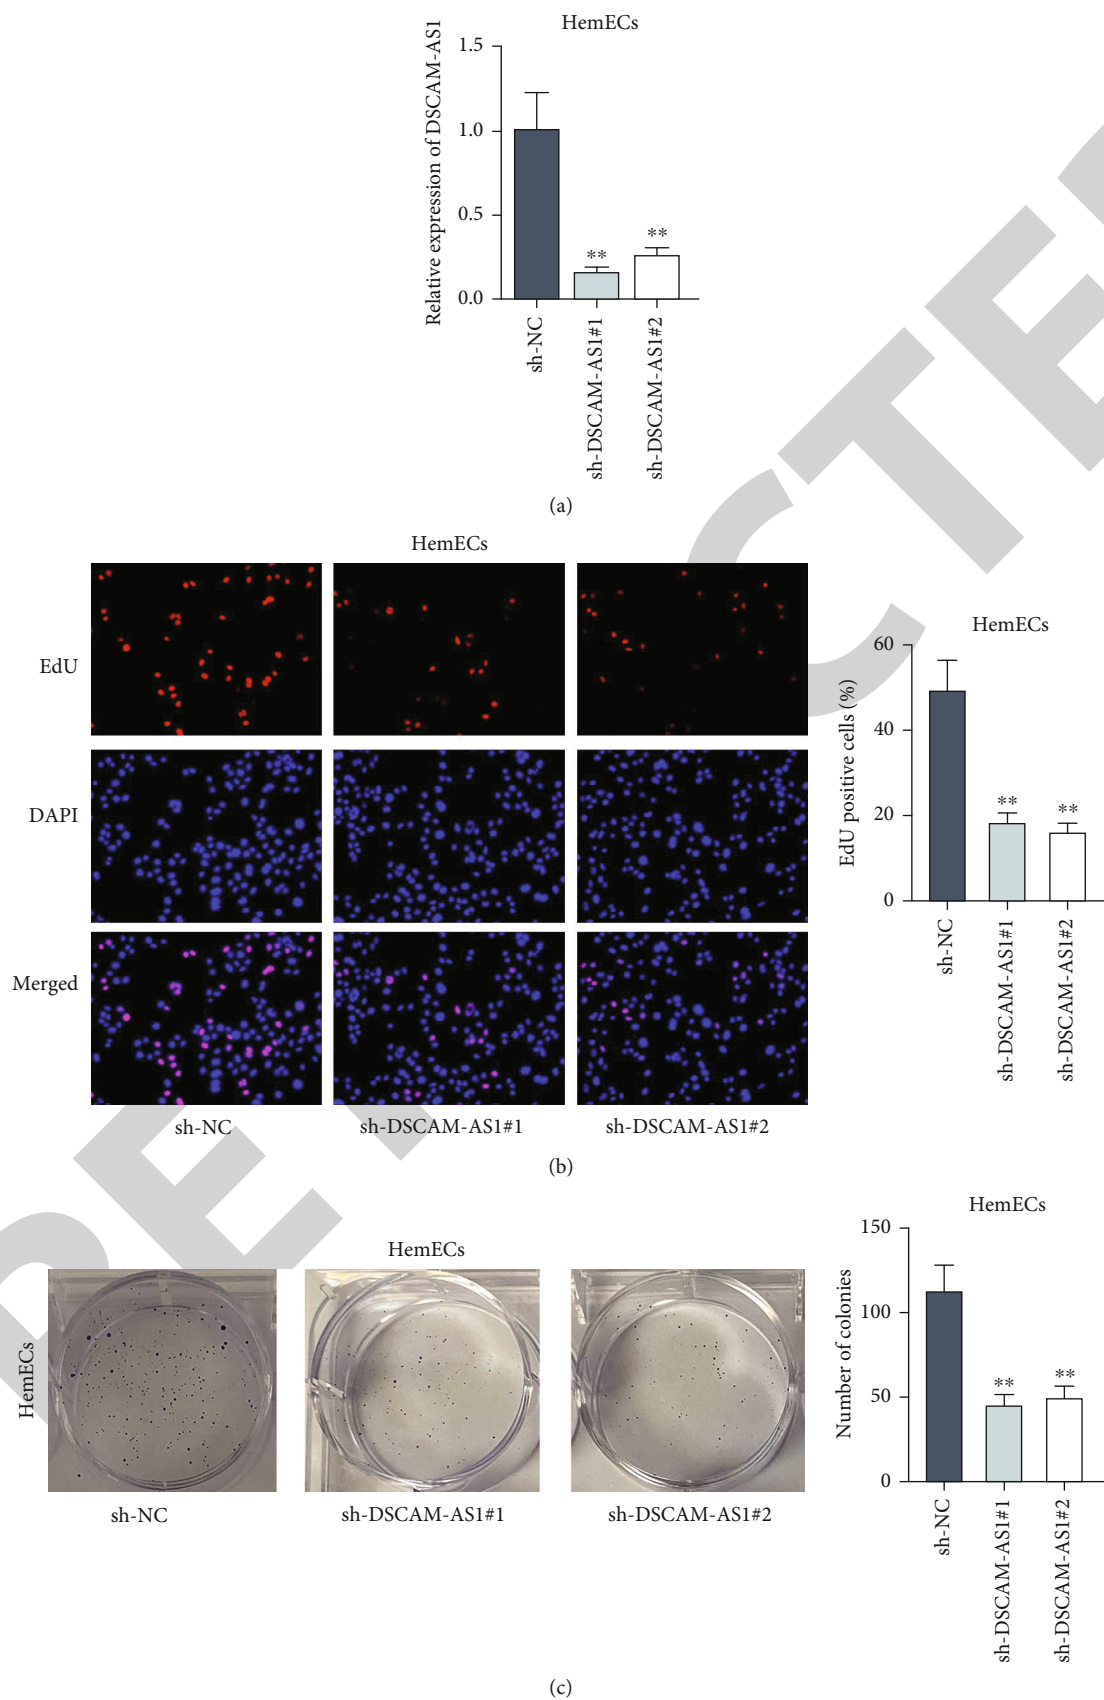 HemECs
Relative expression of DSCAM-AS1
1.5
1.0
0.5
0.0
**
**
sh-NC
sh-DSCAM-AS1#1
sh-DSCAM-AS1#2
(a)
HemECs
EdU
DAPI
Merged
sh-NC
sh-DSCAM-AS1#1
sh-DSCAM-AS1#2
HemECs
EdU positive cells (%)
60
40
20
0
**
**
sh-NC
sh-DSCAM-AS1#1
sh-DSCAM-AS1#2
(b)
HemECs
HemECs
sh-NC
sh-DSCAM-AS1#1
sh-DSCAM-AS1#2
HemECs
Number of colonies
150
100
50
0
**
**
sh-NC
sh-DSCAM-AS1#1
sh-DSCAM-AS1#2
(c)